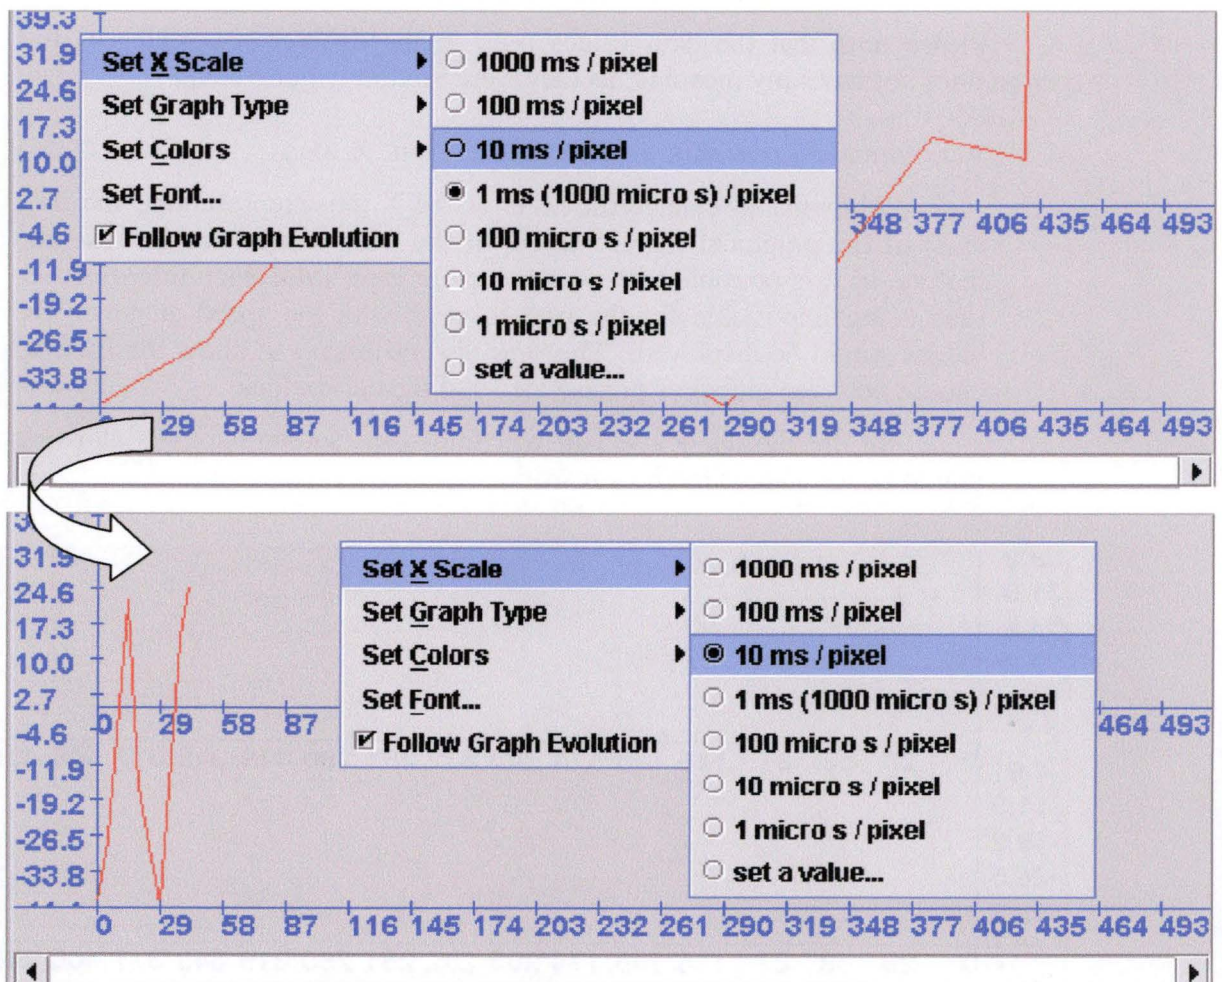 39.3
31.9
24.6
17.3
10.0
2.7
-4.6
-11.9
-19.2
-26.5
-33.8
Set X Scale
Set Graph Type
Set Colors
Set Font...
Follow Graph Evolution
1000 ms / pixel
100 ms / pixel
10 ms / pixel
1 ms (1000 micro s) / pixel
100 micro s / pixel
10 micro s / pixel
1 micro s / pixel
set a value...
348 377 406 435 464 493
29 58 87 116 145 174 203 232 261 290 319 348 377 406 435 464 493
31.9
24.6
17.3
10.0
2.7
-4.6
-11.9
-19.2
-26.5
-33.8
0 29 58 87
Set X Scale
Set Graph Type
Set Colors
Set Font...
Follow Graph Evolution
1000 ms / pixel
100 ms / pixel
10 ms / pixel
1 ms (1000 micro s) / pixel
100 micro s / pixel
10 micro s / pixel
1 micro s / pixel
set a value...
464 493
0 29 58 87 116 145 174 203 232 261 290 319 348 377 406 435 464 493